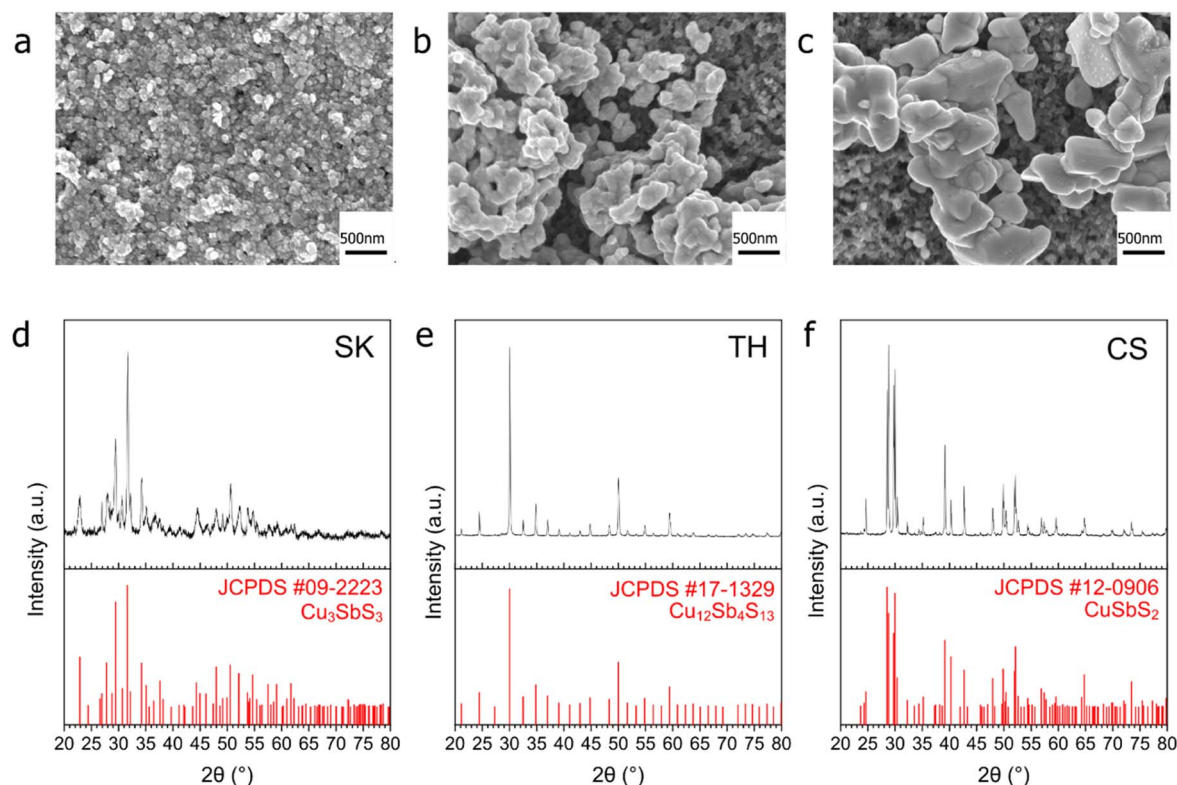 a
b
c
500nm
500nm
500nm
d
e
f
SK
TH
CS
Intensity (a.u.)
Intensity (a.u.)
Intensity (a.u.)
JCPDS #09-2223
Cu₃SbS₃
JCPDS #17-1329
Cu₁₂Sb₄S₁₃
JCPDS #12-0906
CuSbS₂
20 25 30 35 40 45 50 55 60 65 70 75 80
20 25 30 35 40 45 50 55 60 65 70 75 80
20 25 30 35 40 45 50 55 60 65 70 75 80
2θ (°)
2θ (°)
2θ (°)